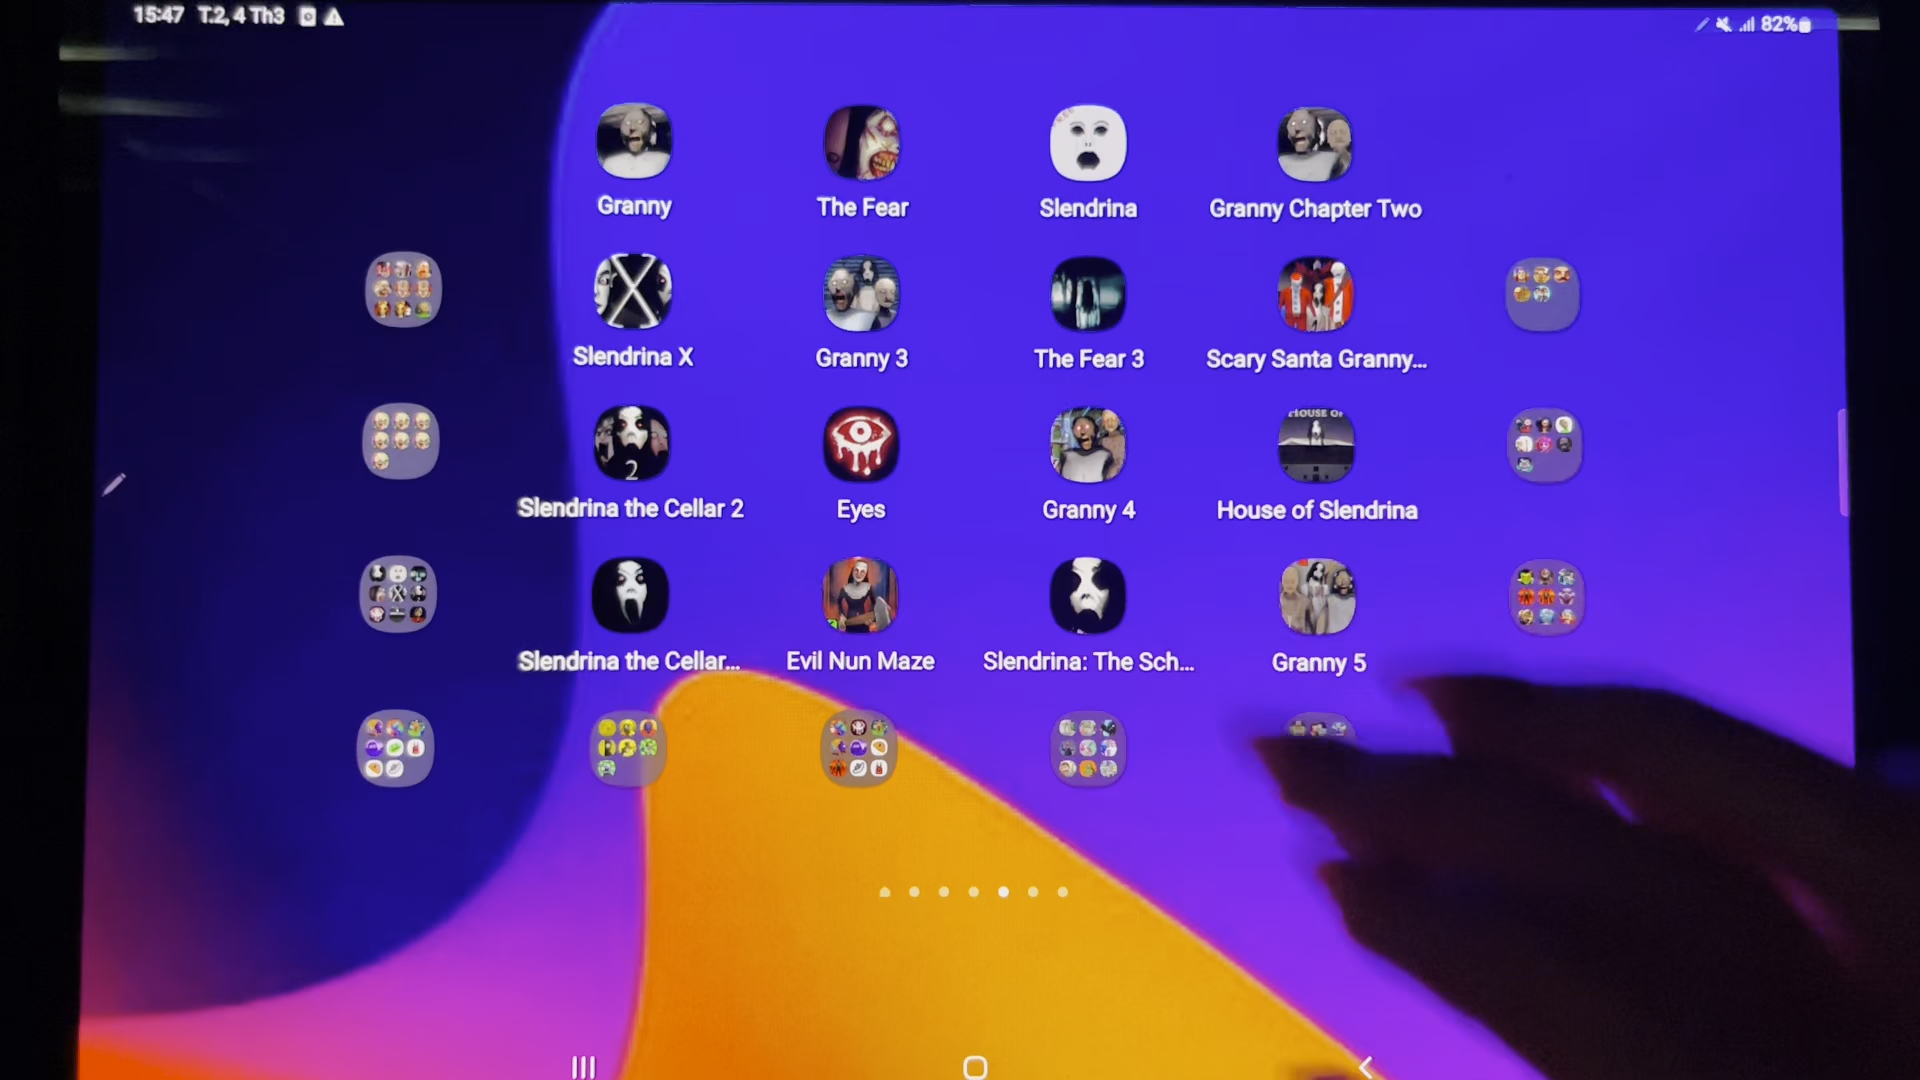 15:47 T.2, 4 Th3
82%
Granny
The Fear
Slendrina
Granny Chapter Two
Slendrina X
Granny 3
The Fear 3
Scary Santa Granny...
2
HOUSE OF
Slendrina the Cellar 2
Eyes
Granny 4
House of Slendrina
Slendrina the Cellar...
Evil Nun Maze
Slendrina: The Sch...
Granny 5